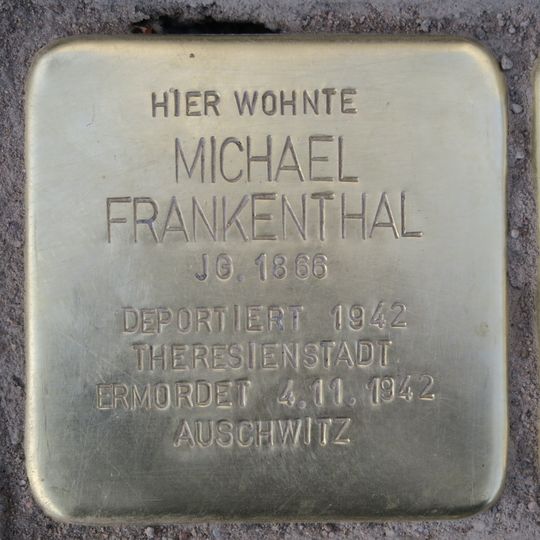 HIER WOHNTE
MICHAEL
FRANKENTHAL
JG. 1866
DEPORTIERT 1942
THERESIENSTADT
ERMORDET 4.11.1942
AUSCHWITZ